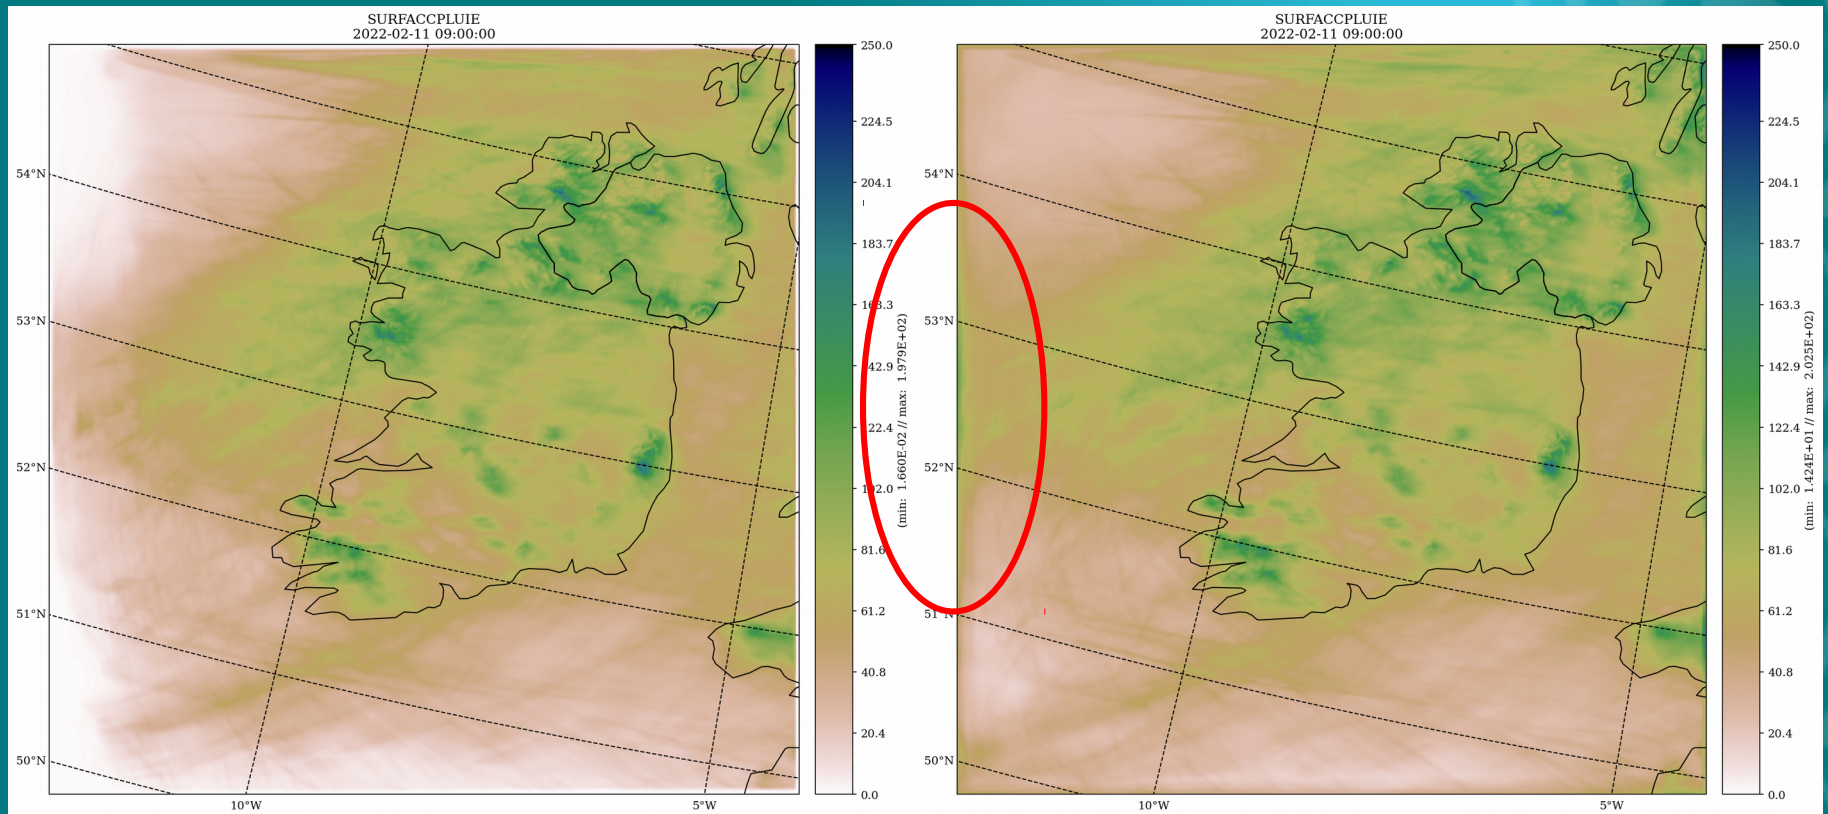 SURFACCPLUIE
2022-02-11 09:00:00
54°N
53°N
52°N
51°N
50°N
10°W
5°W
250.0
224.5
204.1
183.7
163.3
42.9
122.4
102.0
81.6
61.2
40.8
20.4
0.0
(min: 1.660E-02 // max: 1.979E+02)
SURFACCPLUIE
2022-02-11 09:00:00
54°N
53°N
52°N
51°N
50°N
10°W
5°W
250.0
224.5
204.1
183.7
163.3
142.9
122.4
102.0
81.6
61.2
40.8
20.4
0.0
(min: 1.424E+01 // max: 2.025E+02)